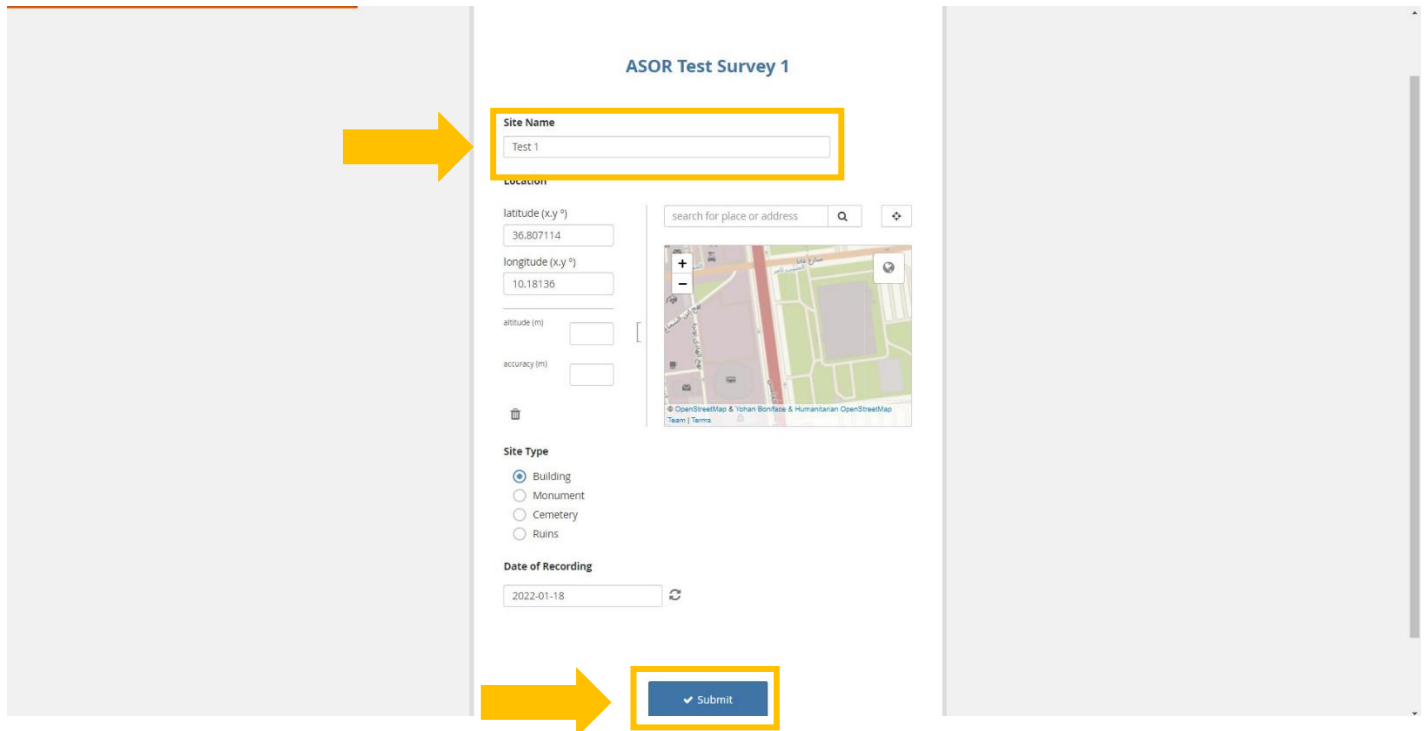 ASOR Test Survey 1
Site Name
Test 1
Location
latitude (x.y °)
36.807114
longitude (x.y °)
10.18136
altitude (m)
accuracy (m)
search for place or address
+
−
شارع غانا
© OpenStreetMap & Yohan Boniface & Humanitarian OpenStreetMap
Team | Terms
Site Type
Building
Monument
Cemetery
Ruins
Date of Recording
2022-01-18
Submit